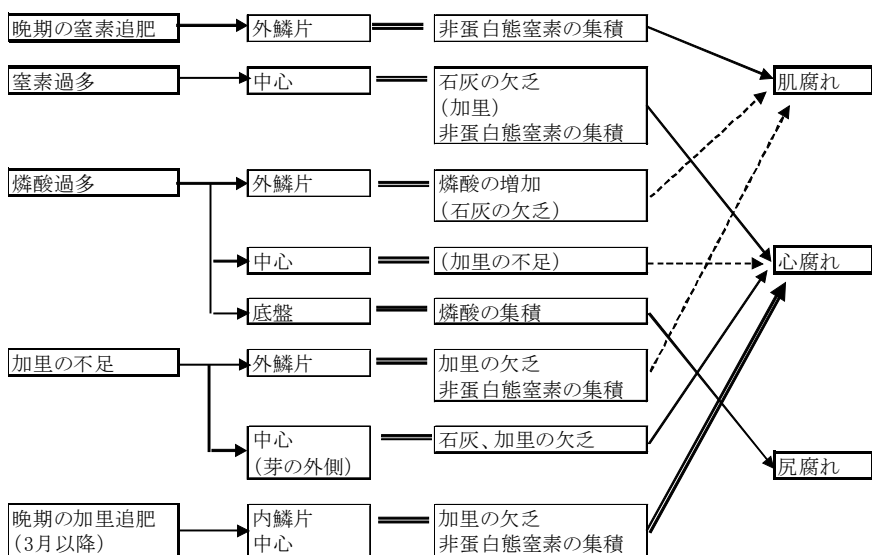 晩期の窒素追肥
外鱗片
非蛋白態窒素の集積
窒素過多
中心
石灰の欠乏
(加里)
非蛋白態窒素の集積
肌腐れ
燐酸過多
外鱗片
燐酸の増加
(石灰の欠乏)
中心
(加里の不足)
心腐れ
底盤
燐酸の集積
加里の不足
外鱗片
加里の欠乏
非蛋白態窒素の集積
中心
(芽の外側)
石灰、加里の欠乏
尻腐れ
晩期の加里追肥
(3月以降)
内鱗片
中心
加里の欠乏
非蛋白態窒素の集積